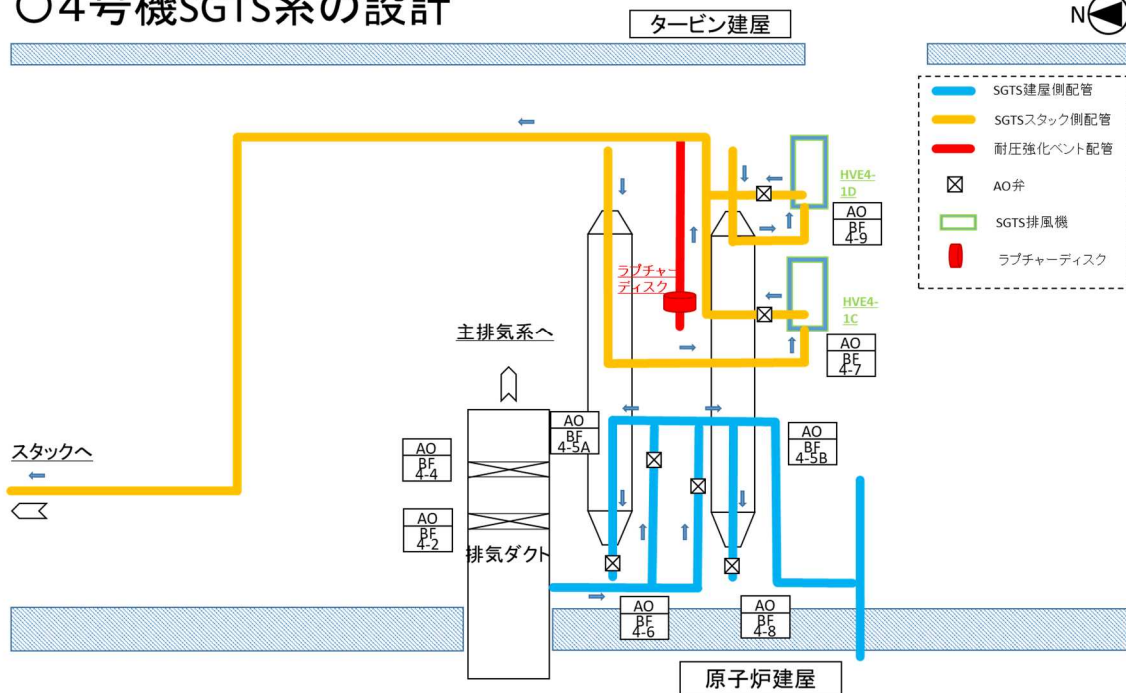 〇4号機SGTS系の設計
タービン建屋
N
SGTS建屋側配管
SGTSスタック側配管
耐圧強化ベント配管
AO弁
SGTS排風機
ラプチャーディスク
HVE4-
1D
AO
BF
4-9
ラプチャー
ディスク
HVE4-
1C
AO
BF
4-7
主排気系へ
AO
BF
4-5A
AO
BF
4-5B
スタックへ
AO
BF
4-4
AO
BF
4-2
排気ダクト
AO
BF
4-6
AO
BF
4-8
原子炉建屋